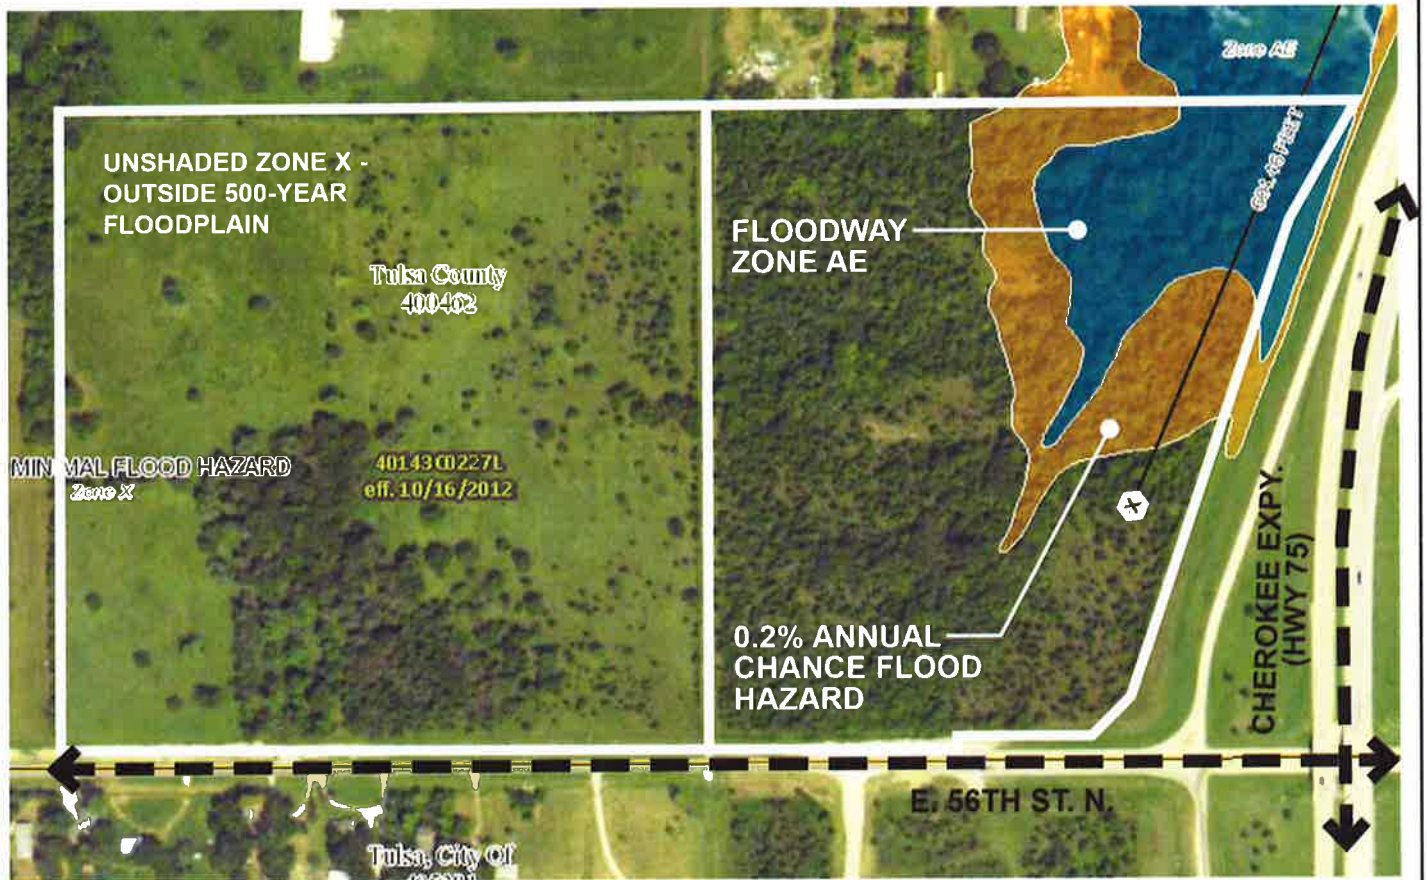 Zone AE
UNSHADED ZONE X -
OUTSIDE 500-YEAR
FLOODPLAIN
FLOODWAY
ZONE AE
Tulsa County
400462
MINIMAL FLOOD HAZARD
Zone X
40143C0227L
eff. 10/16/2012
0.2% ANNUAL
CHANCE FLOOD
HAZARD
CHEROKEE EXPY.
(HWY 75)
E. 56TH ST. N.
Tulsa, City Of